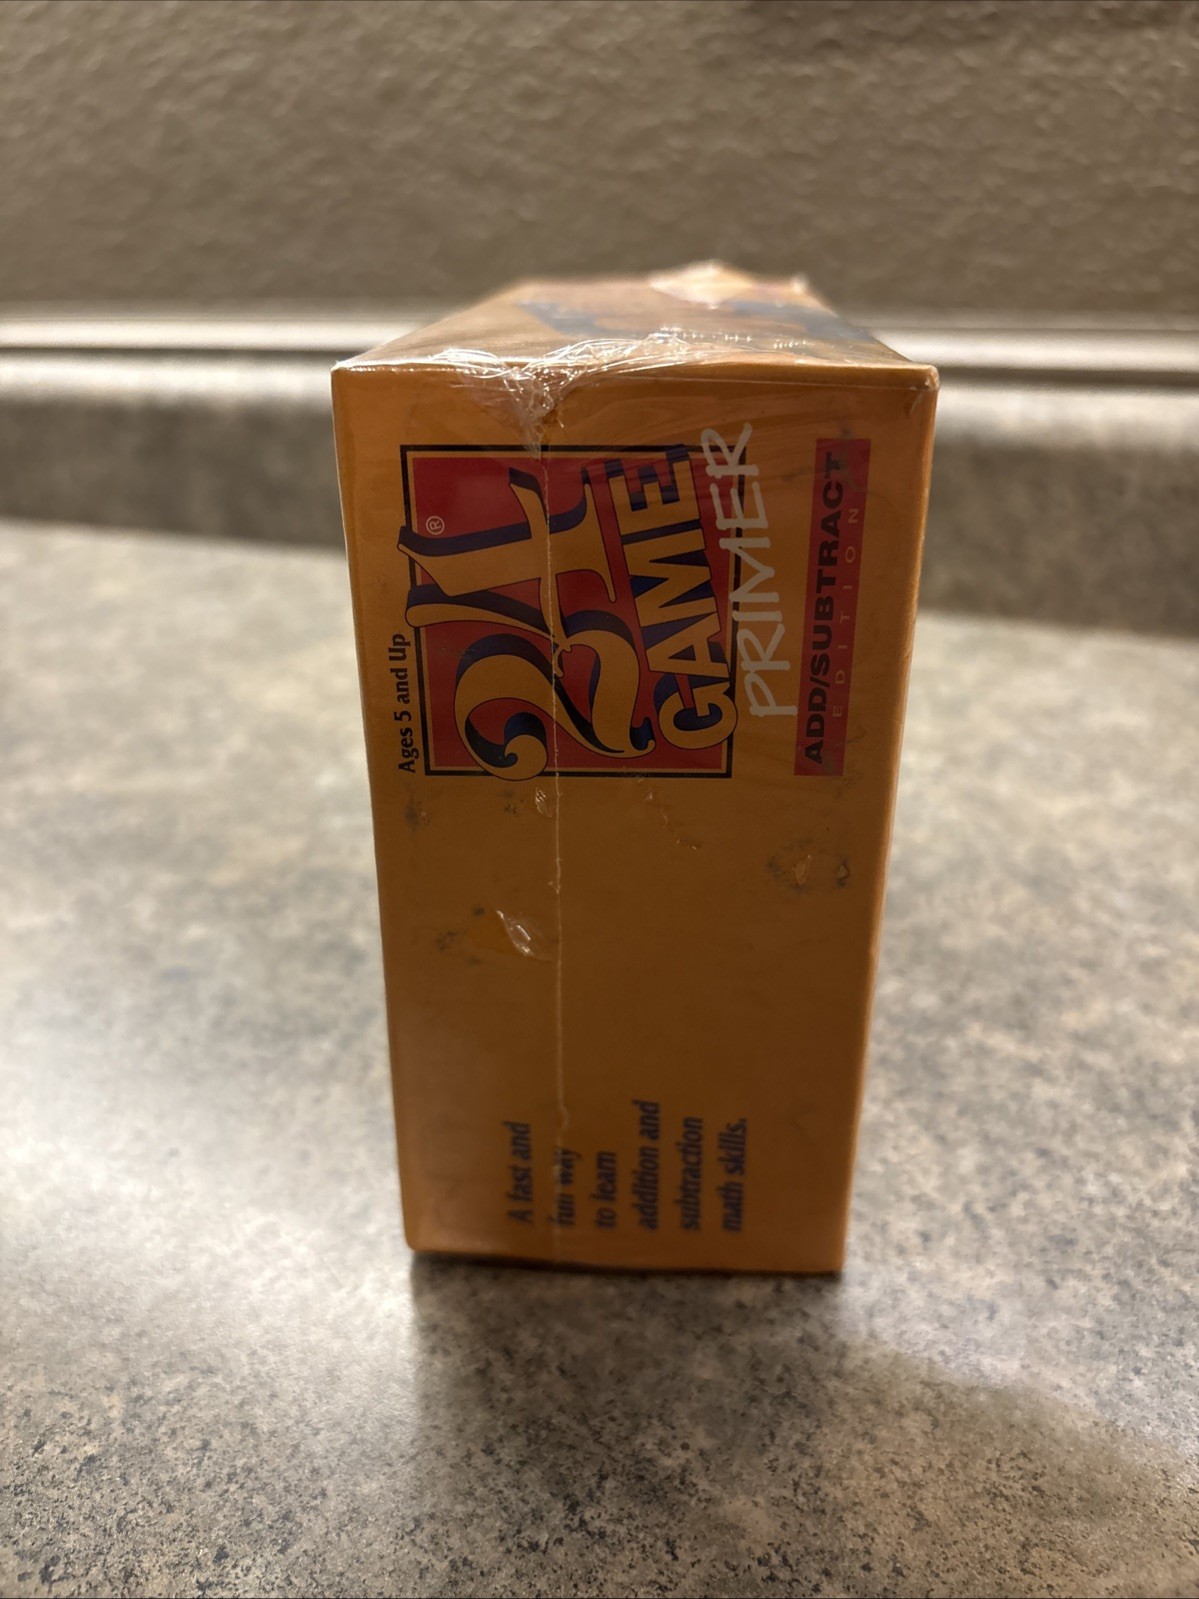 Ages 5 and Up
24®
GAME
PRIMER
ADD/SUBTRACT
EDITION
A fast and
fun way
to learn
addition and
subtraction
math skills.